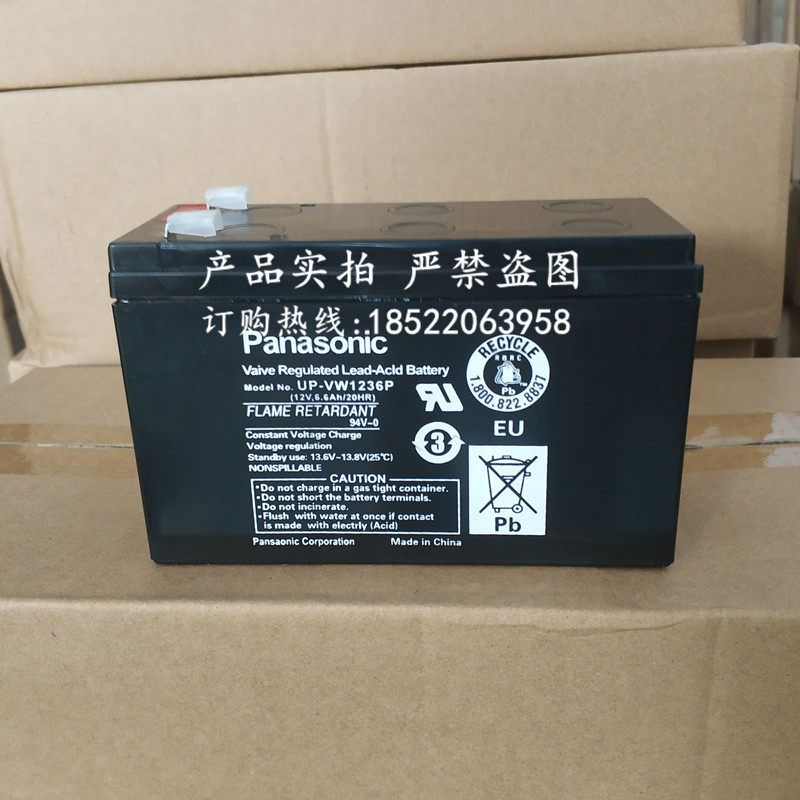 产品实拍 严禁盗图
订购热线:18522063958
Panasonic
Vaive Regulated Lead-Acid Battery
Model No. UP-VW1236P
(12V,6.6Ah/20HR)
FLAME RETARDANT
94V-0
Constant Voltage Charge
Voltage regulation
Standby use: 13.6V~13.8V(25℃)
NONSPILLABLE
CAUTION
•Do not charge in a gas tight container.
•Do not short the battery terminals.
•Do not incinerate.
•Flush with water at once if contact
is made with electrly (Acid)
Pansaonic Corporation Made in China
RECYCLE
RBRC
Pb
1.800.822.8837
3
EU
Pb